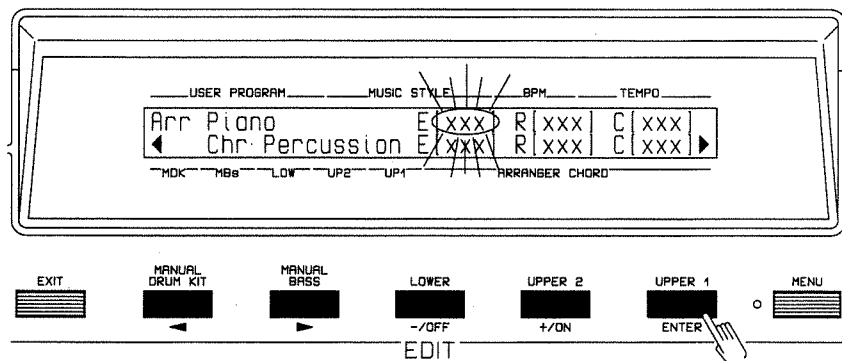 USER PROGRAM MUSIC STYLE BPM TEMPO
Arr Piano E[xxx] R[xxx] C[xxx]
◄ Chr Percussion E[xxx] R[xxx] C[xxx]►
MDK MBs LOW UP2 UP1 ARRANGER CHORD
EXIT MANUAL DRUM KIT MANUAL BASS LOWER UPPER 2 UPPER 1 MENU
◄ ► -/OFF +/ON ENTER
EDIT